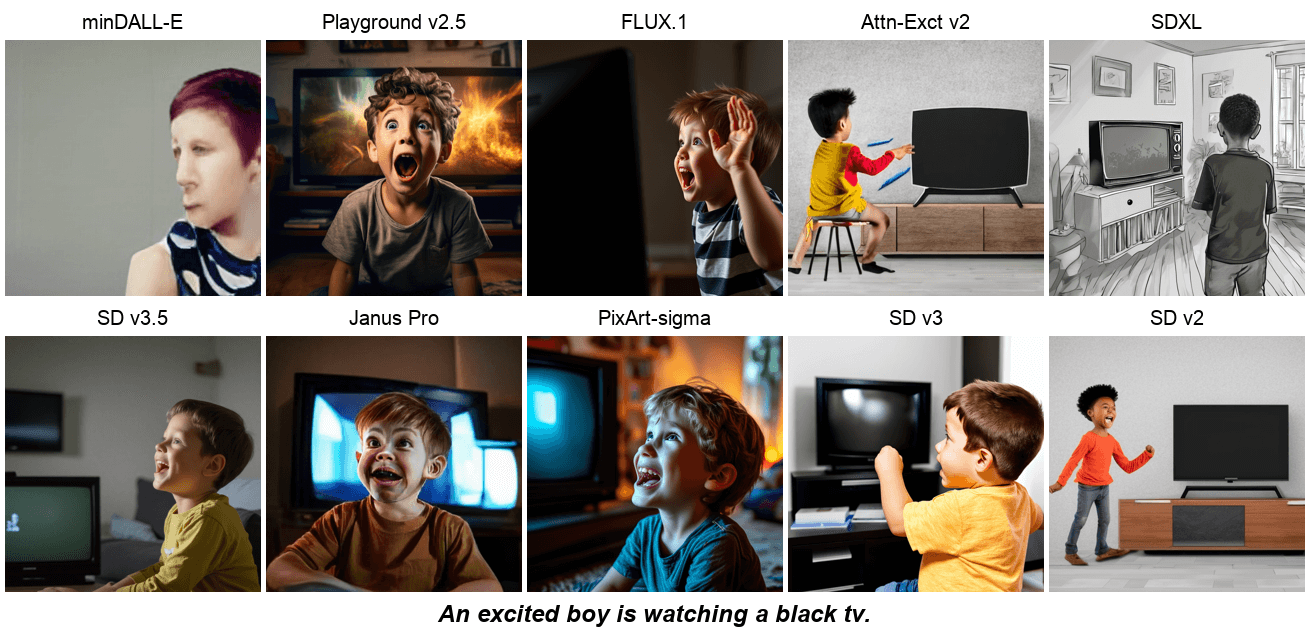 minDALL-E
Playground v2.5
FLUX.1
Attn-Exct v2
SDXL
SD v3.5
Janus Pro
PixArt-sigma
SD v3
SD v2
An excited boy is watching a black tv.